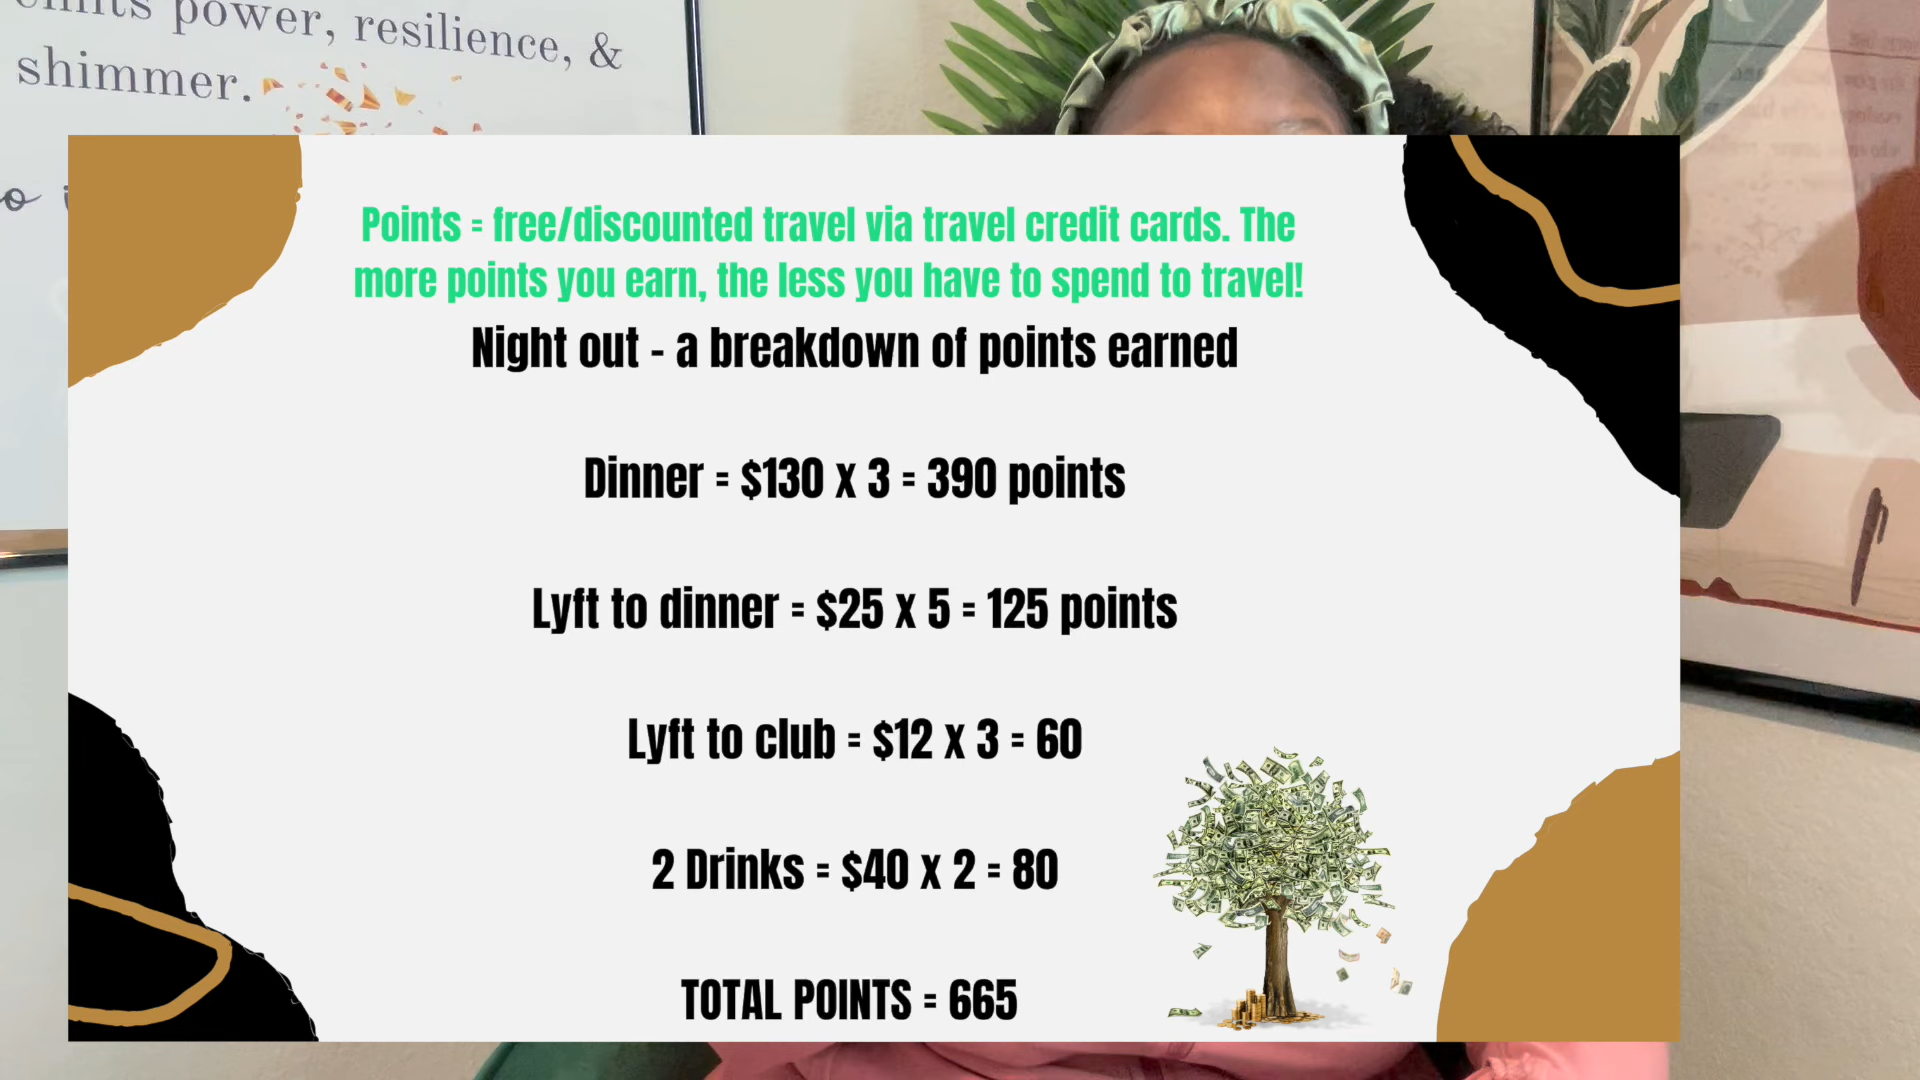 power, resilience, &
shimmer.
Points = free/discounted travel via travel credit cards. The
more points you earn, the less you have to spend to travel!
Night out - a breakdown of points earned
Dinner = $130 x 3 = 390 points
Lyft to dinner = $25 x 5 = 125 points
Lyft to club = $12 x 3 = 60
2 Drinks = $40 x 2 = 80
TOTAL POINTS = 665